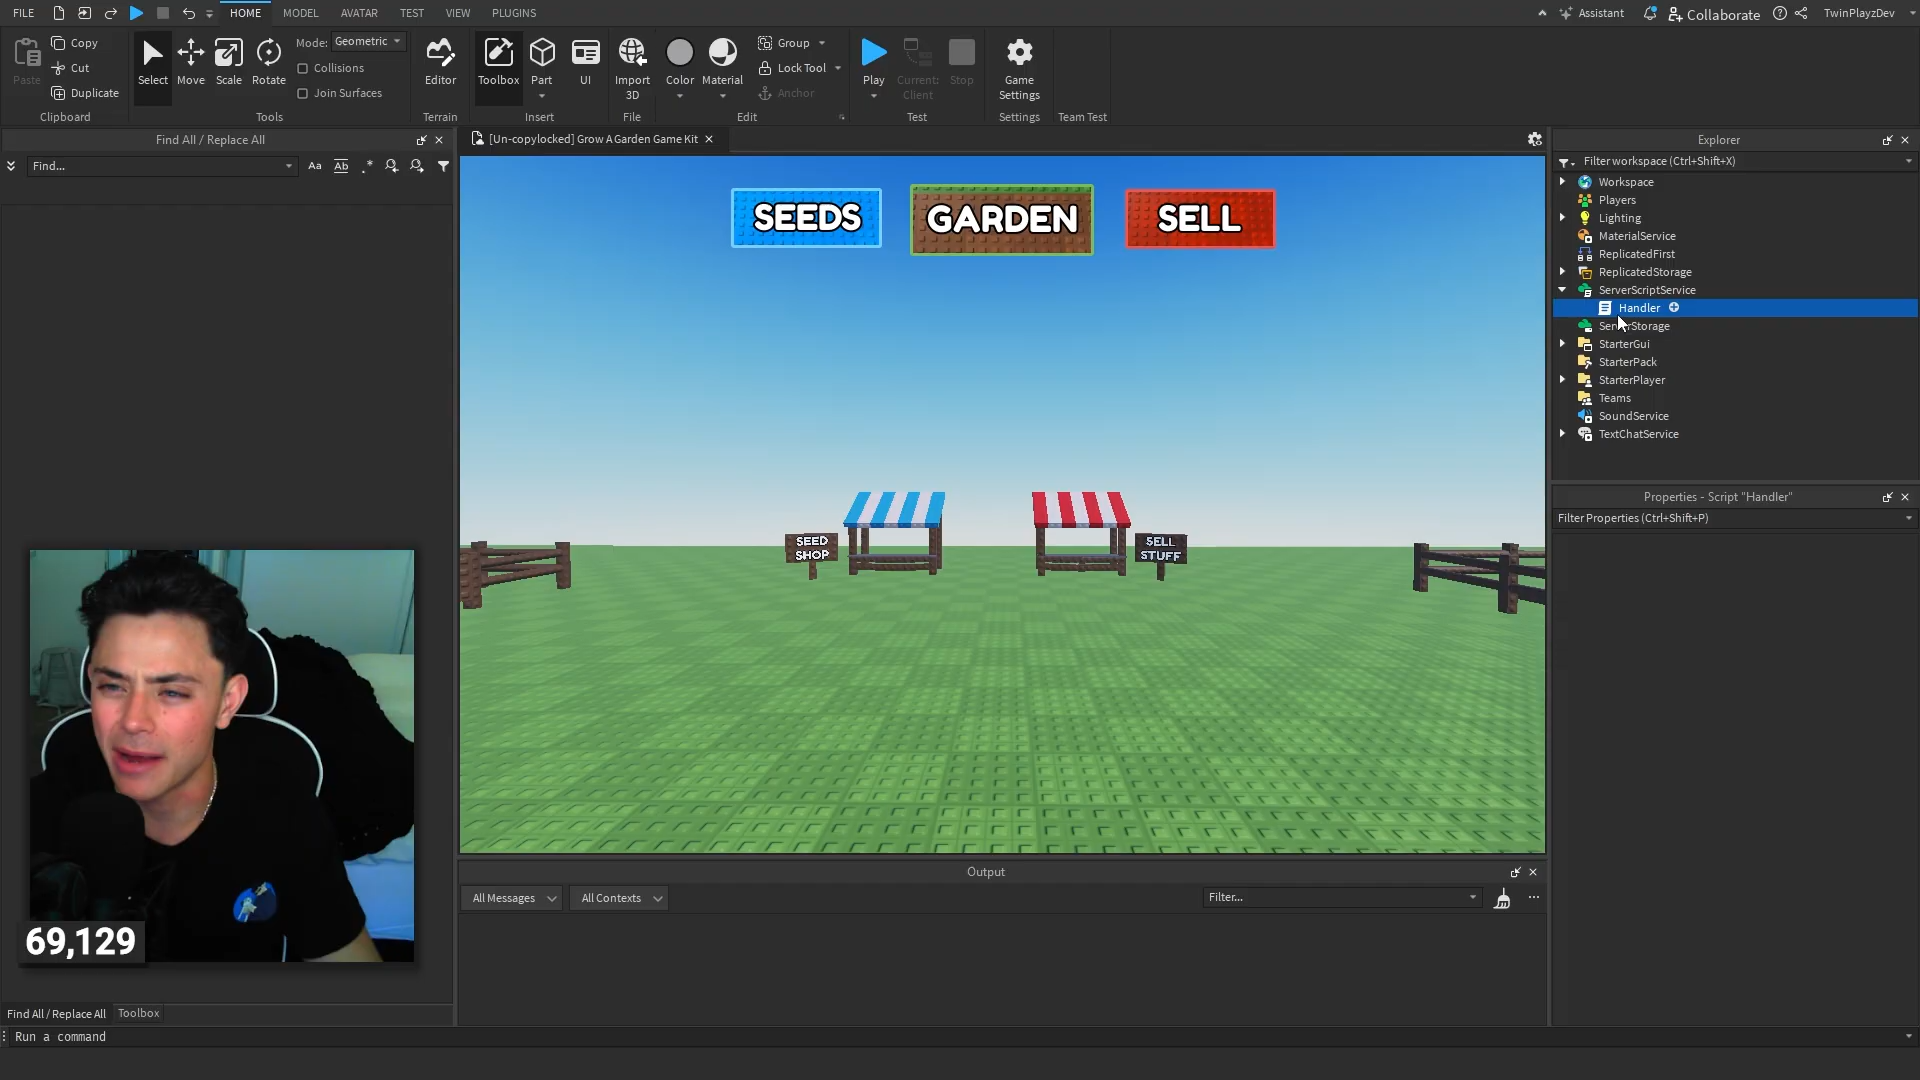 FILE
HOME
MODEL
AVATAR
TEST
VIEW
PLUGINS
Assistant
Collaborate
TwinPlayzDev
Paste
Copy
Cut
Duplicate
Clipboard
Select
Move
Scale
Rotate
Mode: Geometric
Collisions
Join Surfaces
Tools
Editor
Terrain
Toolbox
Part
UI
Insert
Import
3D
File
Color
Material
Group
Lock Tool
Anchor
Edit
Play
Current:
Client
Stop
Test
Game
Settings
Settings
Team Test
Find All / Replace All
Find...
Aa
Ab
.*
[Un-copylocked] Grow A Garden Game Kit
SEEDS
GARDEN
SELL
SEED
SHOP
SELL
STUFF
Explorer
Filter workspace (Ctrl+Shift+X)
Workspace
Players
Lighting
MaterialService
ReplicatedFirst
ReplicatedStorage
ServerScriptService
Handler
ServerStorage
StarterGui
StarterPack
StarterPlayer
Teams
SoundService
TextChatService
Properties - Script "Handler"
Filter Properties (Ctrl+Shift+P)
69,129
Output
All Messages
All Contexts
Filter...
Find All / Replace All
Toolbox
Run a command